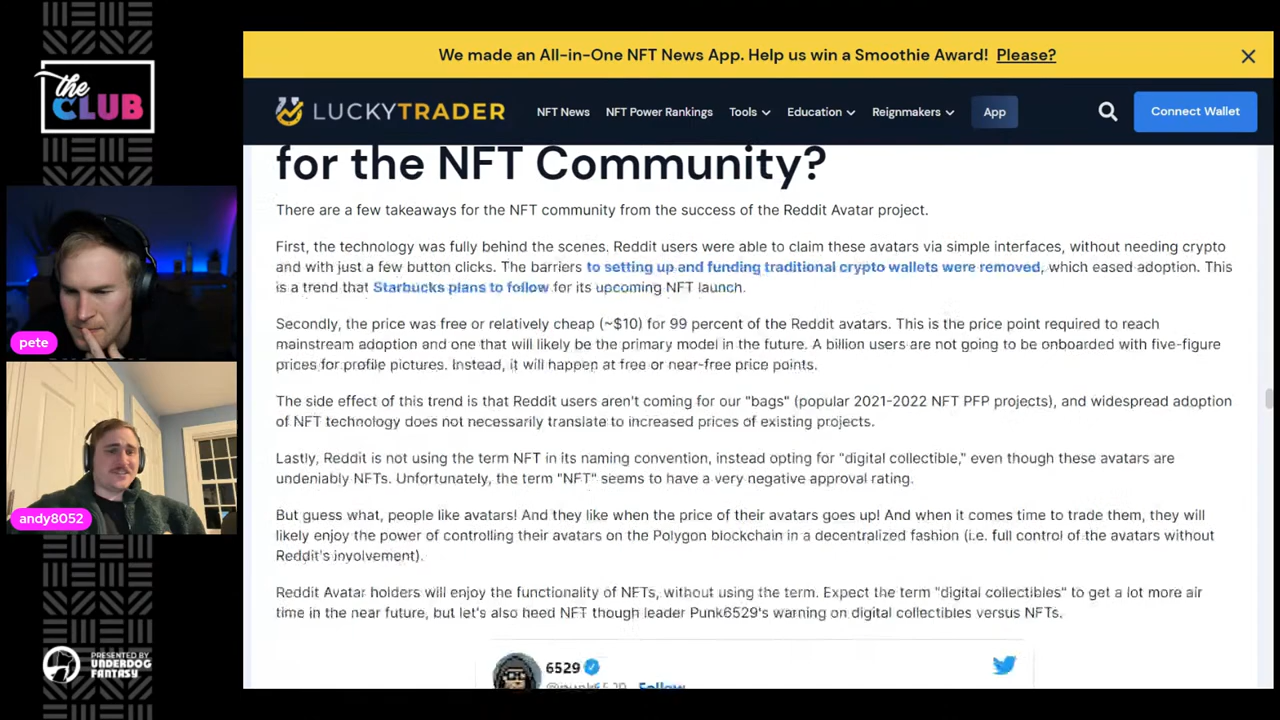 the
CLUB
We made an All-in-One NFT News App. Help us win a Smoothie Award! Please?
LUCKYTRADER
NFT News
NFT Power Rankings
Tools
Education
Reignmakers
App
Connect Wallet
for the NFT Community?
There are a few takeaways for the NFT community from the success of the Reddit Avatar project.
First, the technology was fully behind the scenes. Reddit users were able to claim these avatars via simple interfaces, without needing crypto
and with just a few button clicks. The barriers to setting up and funding traditional crypto wallets were removed, which eased adoption. This
is a trend that Starbucks plans to follow for its upcoming NFT launch.
Secondly, the price was free or relatively cheap (~$10) for 99 percent of the Reddit avatars. This is the price point required to reach
mainstream adoption and one that will likely be the primary model in the future. A billion users are not going to be onboarded with five-figure
prices for profile pictures. Instead, it will happen at free or near-free price points.
The side effect of this trend is that Reddit users aren't coming for our "bags" (popular 2021-2022 NFT PFP projects), and widespread adoption
of NFT technology does not necessarily translate to increased prices of existing projects.
Lastly, Reddit is not using the term NFT in its naming convention, instead opting for "digital collectible," even though these avatars are
undeniably NFTs. Unfortunately, the term "NFT" seems to have a very negative approval rating.
But guess what, people like avatars! And they like when the price of their avatars goes up! And when it comes time to trade them, they will
likely enjoy the power of controlling their avatars on the Polygon blockchain in a decentralized fashion (i.e. full control of the avatars without
Reddit's involvement).
Reddit Avatar holders will enjoy the functionality of NFTs, without using the term. Expect the term "digital collectibles" to get a lot more air
time in the near future, but let's also heed NFT though leader Punk6529's warning on digital collectibles versus NFTs.
6529
Follow
pete
andy8052
PRESENTED BY
UNDERDOG
FANTASY